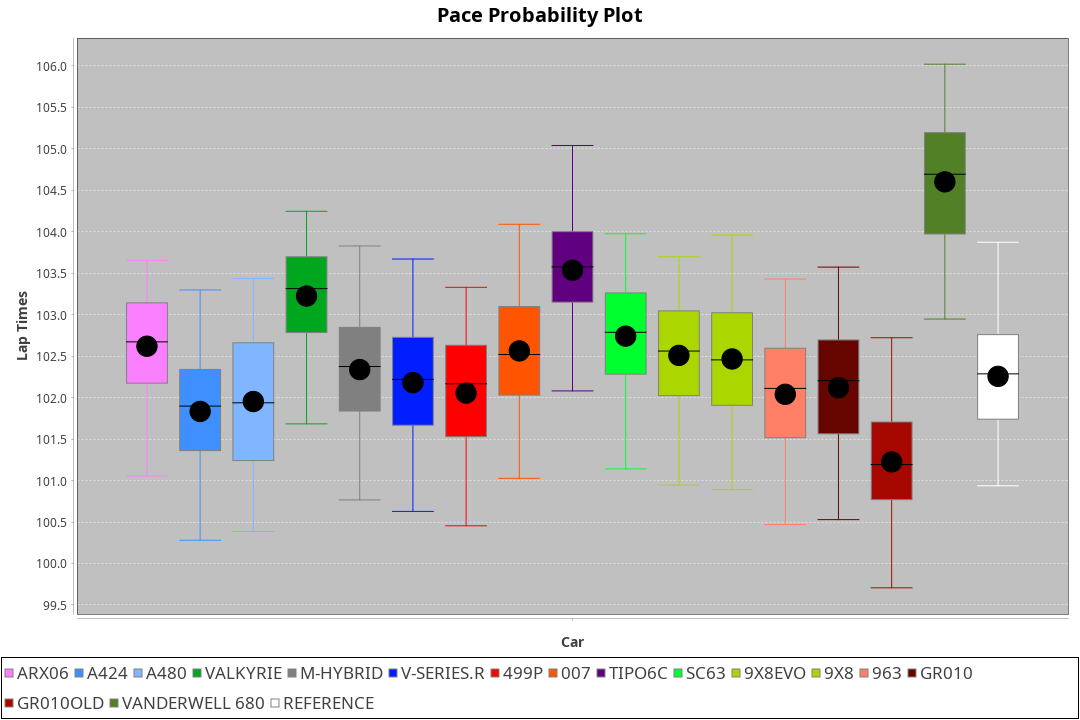 Pace Probability Plot
106.0
105.5
105.0
104.5
104.0
103.5
103.0
102.5
102.0
101.5
101.0
100.5
100.0
99.5
Lap Times
Car
ARX06 A424 A480 VALKYRIE M-HYBRID V-SERIES.R 499P 007 TIPO6C SC63 9X8EVO 9X8 963 GR010
GR010OLD VANDERWELL 680 REFERENCE